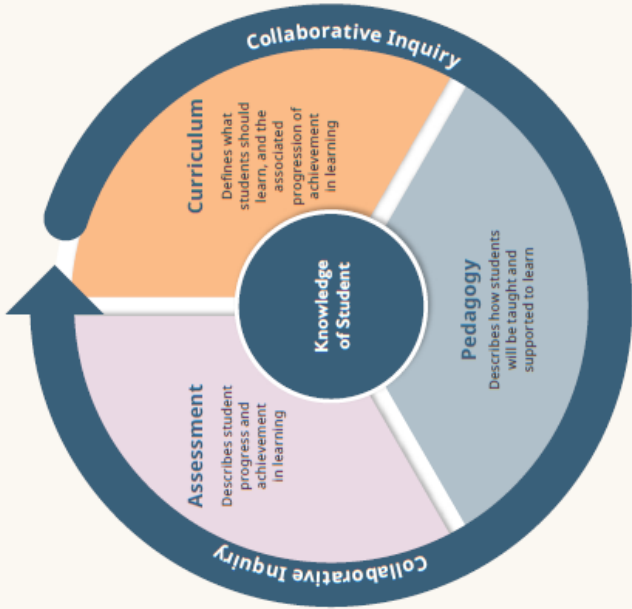 Collaborative Inquiry
Curriculum
Defines what
students should
learn, and the
associated
progression of
achievement
in learning
Assessment
Describes student
progress and
achievement
in learning
Knowledge
of Student
Pedagogy
Describes how students
will be taught and
supported to learn
Collaborative Inquiry